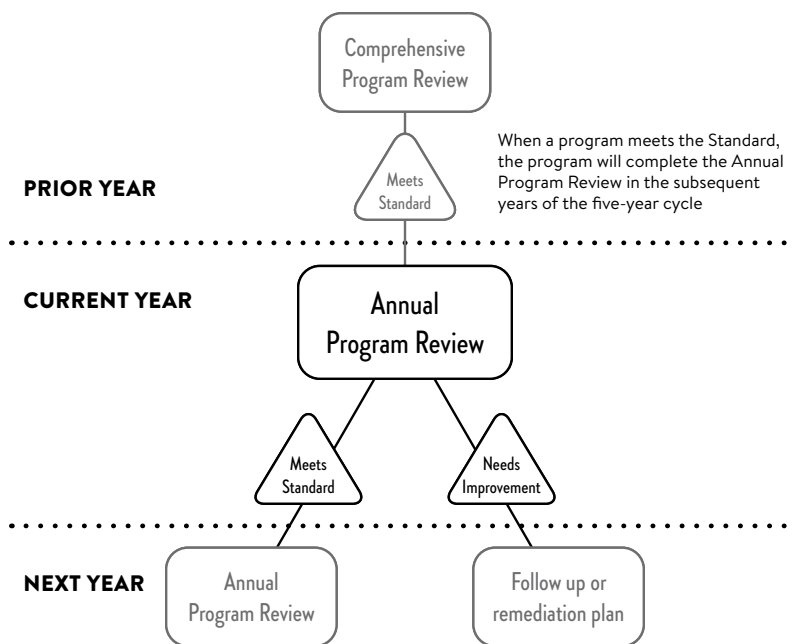 Comprehensive
Program Review
When a program meets the Standard,
the program will complete the Annual
Program Review in the subsequent
years of the five-year cycle
PRIOR YEAR
Meets
Standard
CURRENT YEAR
Annual
Program Review
Meets
Standard
Needs
Improvement
NEXT YEAR
Annual
Program Review
Follow up or
remediation plan